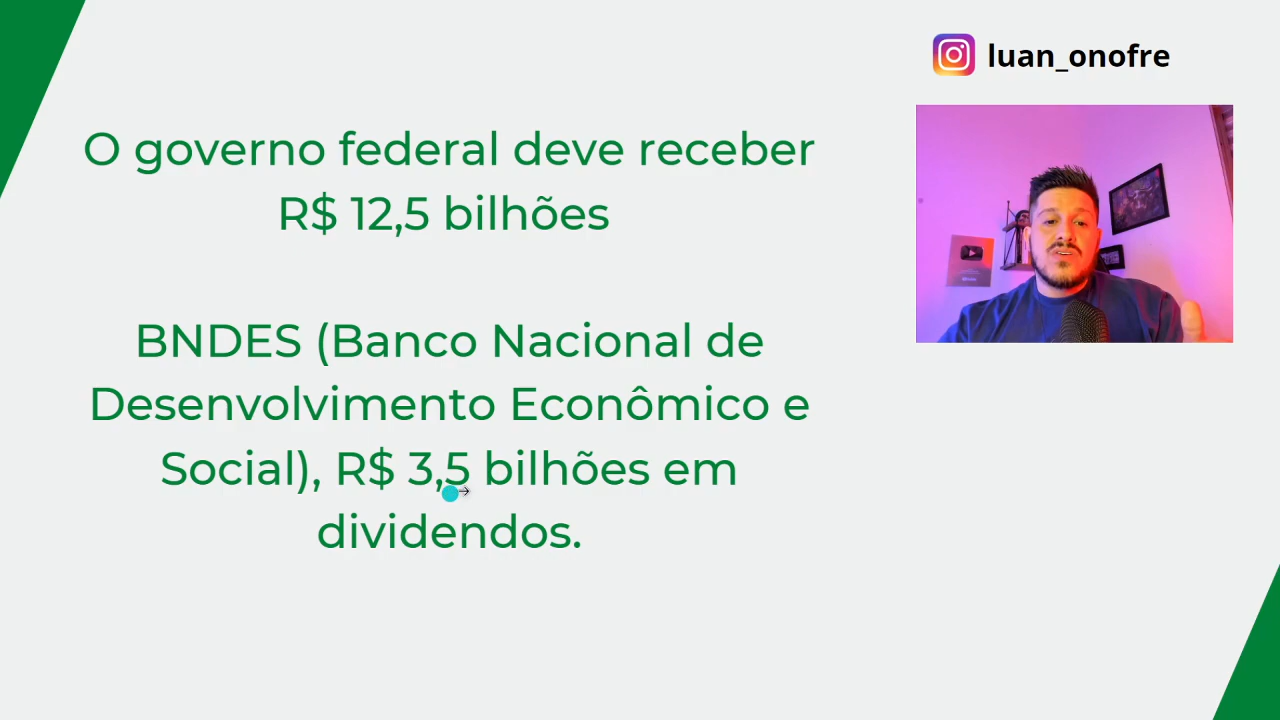 luan_onofre
O governo federal deve receber
R$ 12,5 bilhões
BNDES (Banco Nacional de
Desenvolvimento Econômico e
Social), R$ 3,5 bilhões em
dividendos.